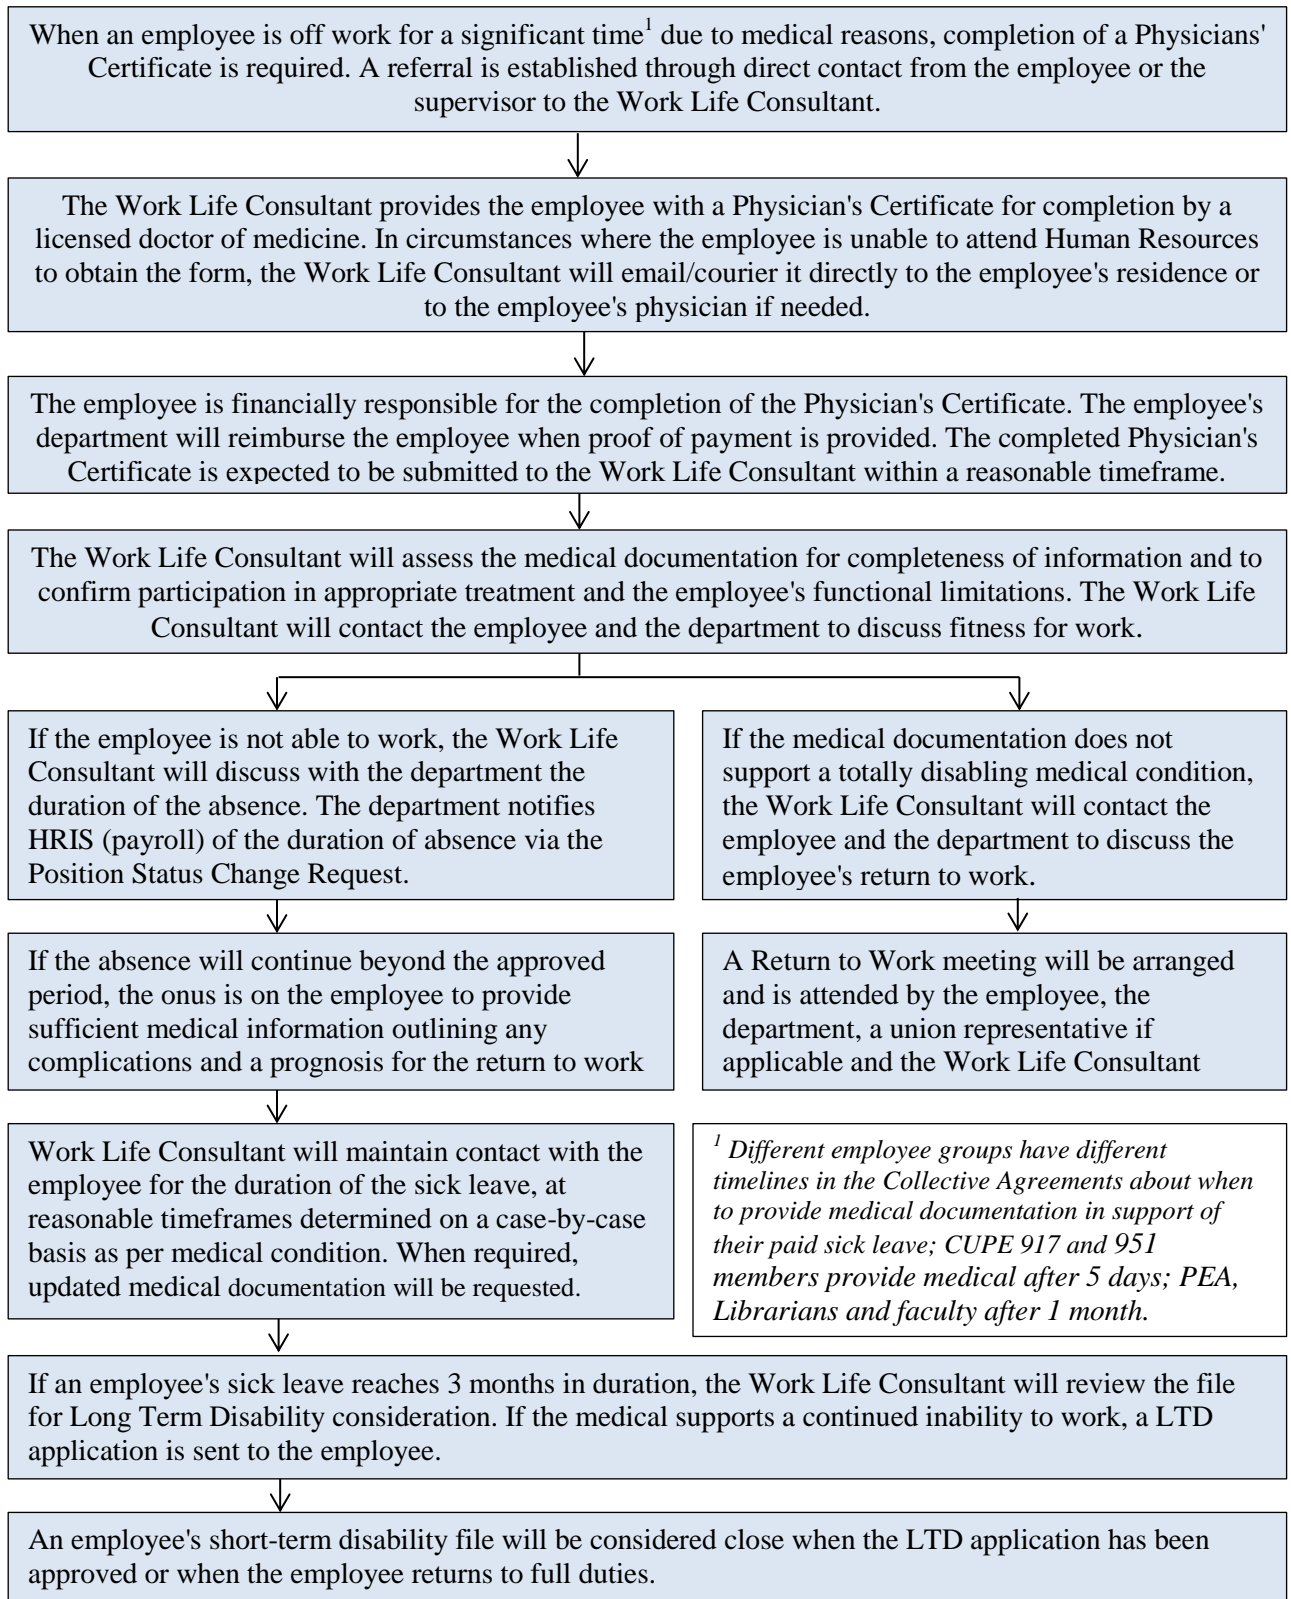 When an employee is off work for a significant time1 due to medical reasons, completion of a Physicians'
Certificate is required. A referral is established through direct contact from the employee or the
supervisor to the Work Life Consultant.
The Work Life Consultant provides the employee with a Physician's Certificate for completion by a
licensed doctor of medicine. In circumstances where the employee is unable to attend Human Resources
to obtain the form, the Work Life Consultant will email/courier it directly to the employee's residence or
to the employee's physician if needed.
The employee is financially responsible for the completion of the Physician's Certificate. The employee's
department will reimburse the employee when proof of payment is provided. The completed Physician's
Certificate is expected to be submitted to the Work Life Consultant within a reasonable timeframe.
The Work Life Consultant will assess the medical documentation for completeness of information and to
confirm participation in appropriate treatment and the employee's functional limitations. The Work Life
Consultant will contact the employee and the department to discuss fitness for work.
If the employee is not able to work, the Work Life
Consultant will discuss with the department the
duration of the absence. The department notifies
HRIS (payroll) of the duration of absence via the
Position Status Change Request.
If the medical documentation does not
support a totally disabling medical condition,
the Work Life Consultant will contact the
employee and the department to discuss the
employee's return to work.
If the absence will continue beyond the approved
period, the onus is on the employee to provide
sufficient medical information outlining any
complications and a prognosis for the return to work
A Return to Work meeting will be arranged
and is attended by the employee, the
department, a union representative if
applicable and the Work Life Consultant
Work Life Consultant will maintain contact with the
employee for the duration of the sick leave, at
reasonable timeframes determined on a case-by-case
basis as per medical condition. When required,
updated medical documentation will be requested.
1 Different employee groups have different
timelines in the Collective Agreements about when
to provide medical documentation in support of
their paid sick leave; CUPE 917 and 951
members provide medical after 5 days; PEA,
Librarians and faculty after 1 month.
If an employee's sick leave reaches 3 months in duration, the Work Life Consultant will review the file
for Long Term Disability consideration. If the medical supports a continued inability to work, a LTD
application is sent to the employee.
An employee's short-term disability file will be considered close when the LTD application has been
approved or when the employee returns to full duties.